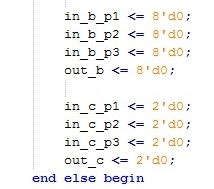 in_b_p1 <= 8'd0;
in_b_p2 <= 8'd0;
in_b_p3 <= 8'd0;
out_b <= 8'd0;
in_c_p1 <= 2'd0;
in_c_p2 <= 2'd0;
in_c_p3 <= 2'd0;
out_c <= 2'd0;
end else begin